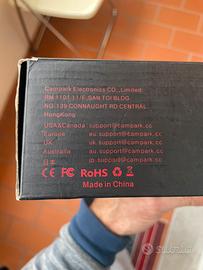 Campark Electronics CO., Limited
RM 1101 11/F, SAN TOI BLDG
NO. 139 CONNAUGHT RD CENTRAL
HongKong
USA&Canada support@campark.cc
Europe eu.support@campark.cc
UK uk.support@campark.cc
Australia au.support@campark.cc
日本 jp.support@campark.cc
CE FC RoHS
Made in China
Subito